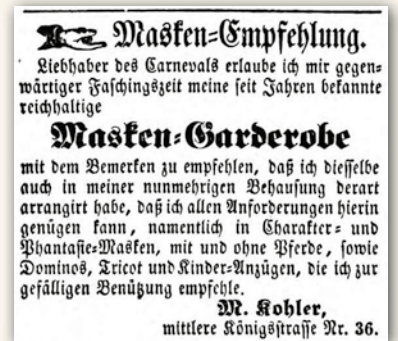 Masken-Empfehlung.
Liebhaber des Carnevals erlaube ich mir gegen-
wärtiger Faschingszeit meine seit Jahren bekannte
reichhaltige
Masken-Garderobe
mit dem Bemerken zu empfehlen, daß ich diesselbe
auch in meiner nunmehrigen Behausung derart
arrangirt habe, daß ich allen Anforderungen hierin
genügen kann, namentlich in Charakter- und
Phantasie-Masken, mit und ohne Pferde, sowie
Dominos, Tricot und Kinder-Anzügen, die ich zur
gefälligen Benützung empfehle.
M. Kohler,
mittlere Königsstrasse Nr. 36.